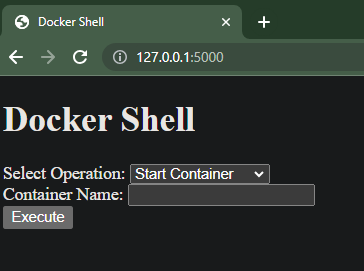 Docker Shell
127.0.0.1:5000
Docker Shell
Select Operation: Start Container
Container Name:
Execute